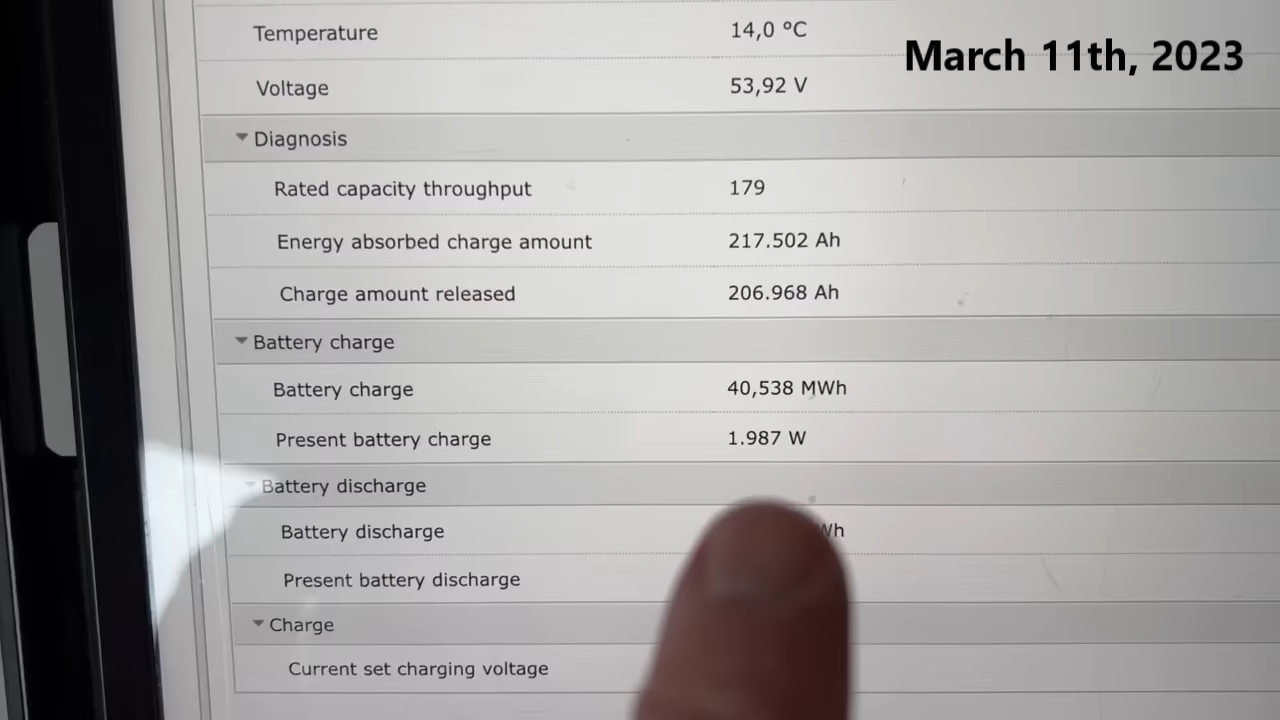 Temperature 14,0 °C
March 11th, 2023
Voltage 53,92 V
Diagnosis
Rated capacity throughput 179
Energy absorbed charge amount 217.502 Ah
Charge amount released 206.968 Ah
Battery charge
Battery charge 40,538 MWh
Present battery charge 1.987 W
Battery discharge
Battery discharge
Present battery discharge
Charge
Current set charging voltage